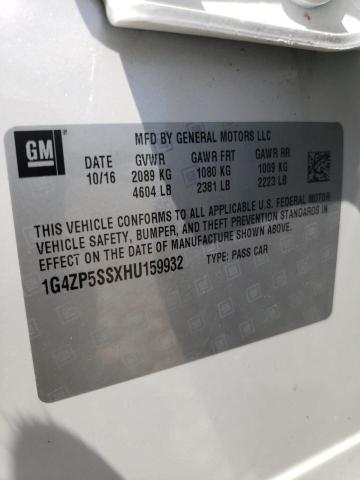 GM
MFD BY GENERAL MOTORS LLC
DATE GVWR GAWR FRT GAWR RR
10/16 2089 KG 1080 KG 1009 KG
4604 LB 2381 LB 2223 LB
THIS VEHICLE CONFORMS TO ALL APPLICABLE U.S. FEDERAL MOTOR
VEHICLE SAFETY, BUMPER, AND THEFT PREVENTION STANDARDS IN
EFFECT ON THE DATE OF MANUFACTURE SHOWN ABOVE.
1G4ZP5SSXHU159932 TYPE: PASS CAR